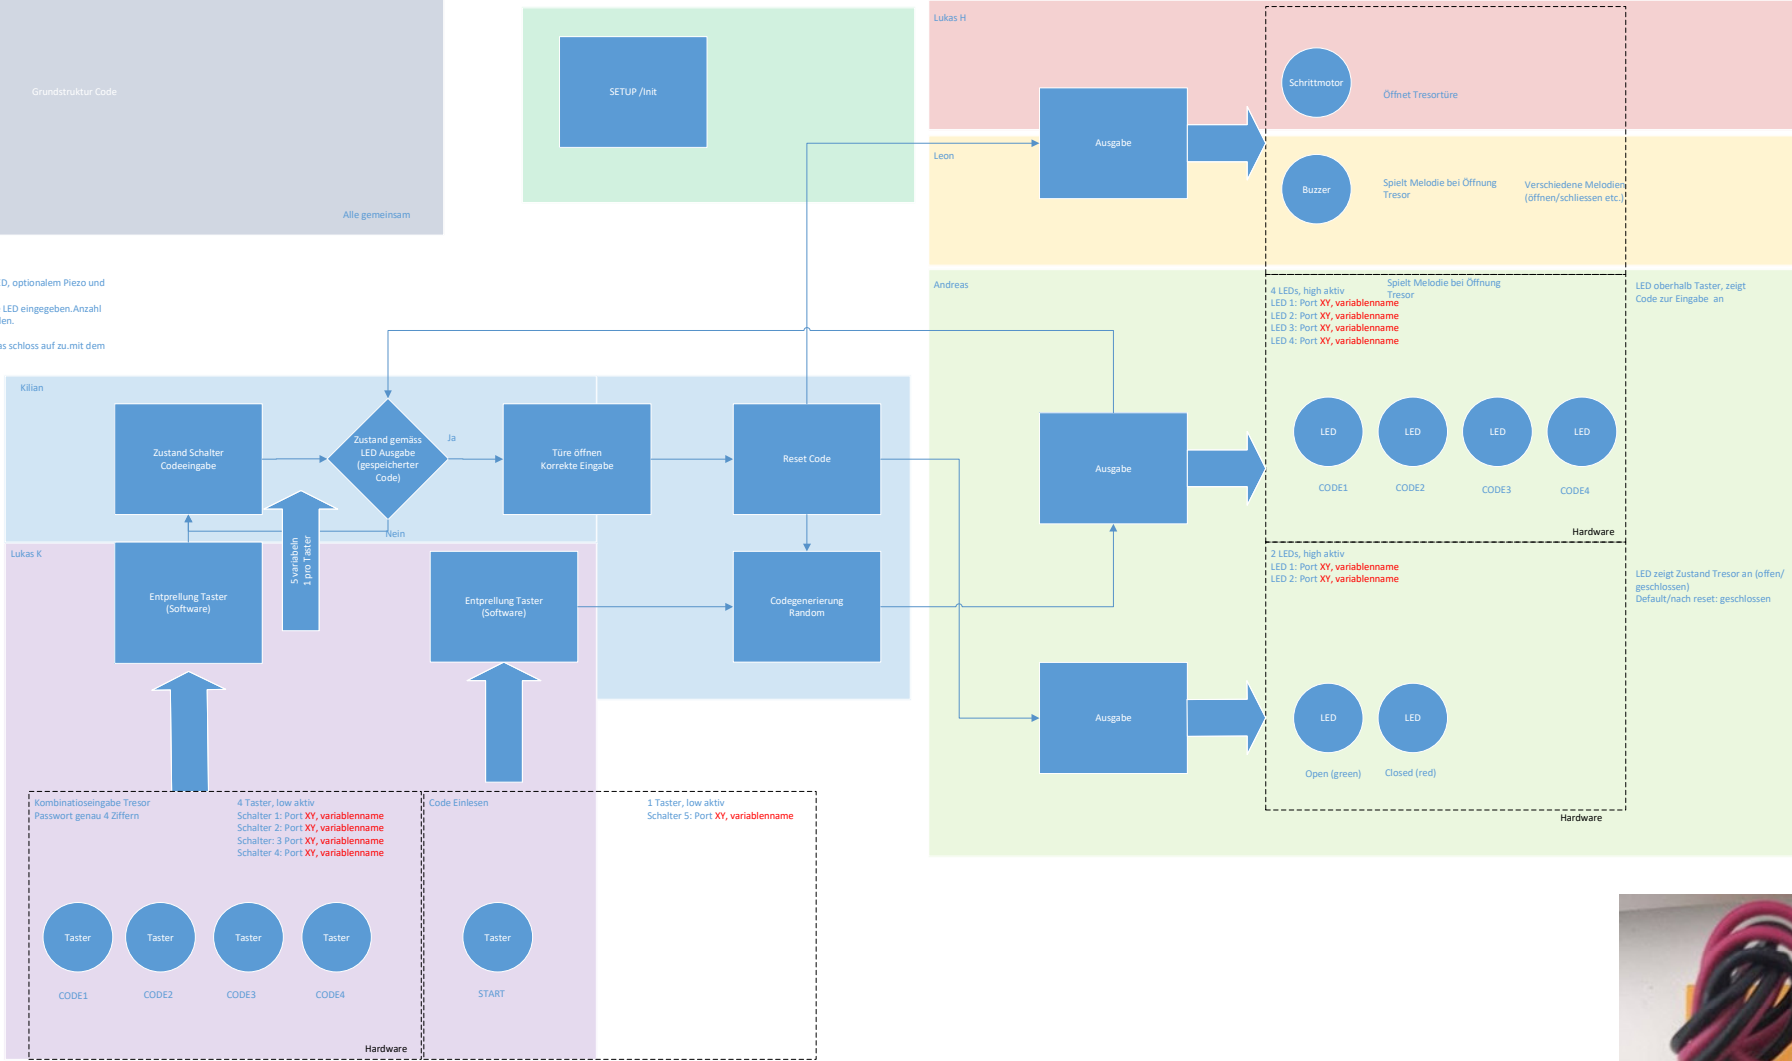 Grundstruktur Code
Alle gemeinsam
SETUP /Init
Lukas H
Schrittmotor
Öffnet Tresortüre
Ausgabe
Leon
Buzzer
Spielt Melodie bei Öffnung
Tresor
Verschiedene Melodien
(öffnen/schliessen etc.)
D, optionalem Piezo und
LED eingegeben.Anzahl
len.
as schloss auf zu.mit dem
Andreas
4 LEDs, high aktiv
LED 1: Port XY, variablenname
LED 2: Port XY, variablenname
LED 3: Port XY, variablenname
LED 4: Port XY, variablenname
Spielt Melodie bei Öffnung
Tresor
LED oberhalb Taster, zeigt
Code zur Eingabe an
Ausgabe
LED
LED
LED
LED
CODE1
CODE2
CODE3
CODE4
Hardware
2 LEDs, high aktiv
LED 1: Port XY, variablenname
LED 2: Port XY, variablenname
LED zeigt Zustand Tresor an (offen/
geschlossen)
Default/nach reset: geschlossen
Ausgabe
LED
LED
Open (green)
Closed (red)
Hardware
Kilian
Zustand Schalter
Codeeingabe
Zustand gemäss
LED Ausgabe
(gespeicherter
Code)
Ja
Nein
Türe öffnen
Korrekte Eingabe
Reset Code
Lukas K
Entprellung Taster
(Software)
5 variabeln
1 pro Taster
Entprellung Taster
(Software)
Codegenerierung
Random
Kombinatioseingabe Tresor
Passwort genau 4 Ziffern
4 Taster, low aktiv
Schalter 1: Port XY, variablenname
Schalter 2: Port XY, variablenname
Schalter: 3 Port XY, variablenname
Schalter 4: Port XY, variablenname
Code Einlesen
1 Taster, low aktiv
Schalter 5: Port XY, variablenname
Taster
Taster
Taster
Taster
Taster
CODE1
CODE2
CODE3
CODE4
START
Hardware